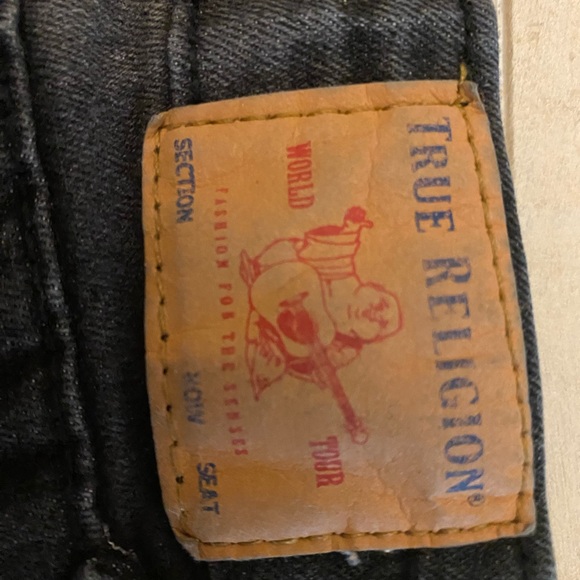 TRUE RELIGION®
WORLD TOUR
FASHION FOR THE SENSES
SECTION ROW SEAT